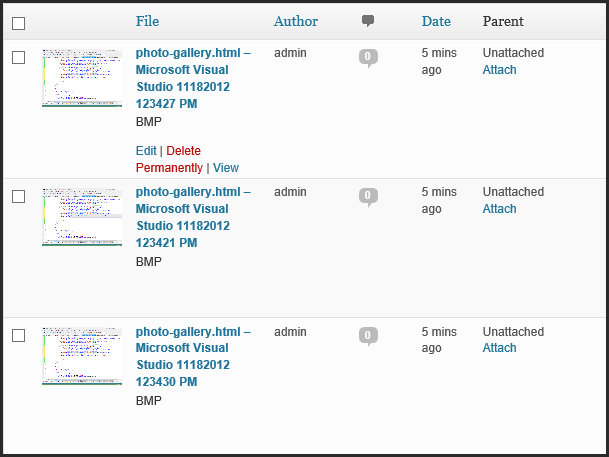 File Author Date Parent
photo-gallery.html – admin 0 5 mins Unattached
Microsoft Visual ago Attach
Studio 11182012
123427 PM
BMP
Edit | Delete
Permanently | View
photo-gallery.html – admin 0 5 mins Unattached
Microsoft Visual ago Attach
Studio 11182012
123421 PM
BMP
photo-gallery.html – admin 0 5 mins Unattached
Microsoft Visual ago Attach
Studio 11182012
123430 PM
BMP